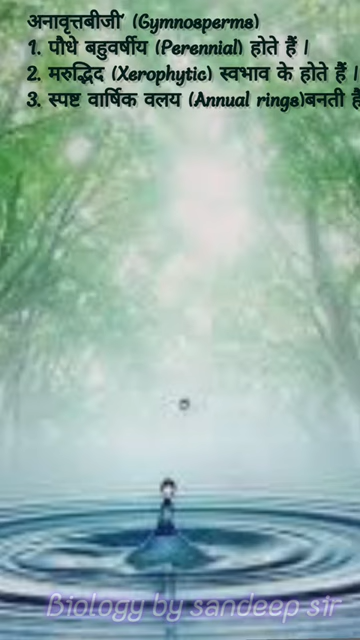 अनावृत्तबीजी' (Gymnosperms)
1. पौधे बहुवर्षीय (Perennial) होते हैं ।
2. मरुद्भिद (Xerophytic) स्वभाव के होते हैं ।
3. स्पष्ट वार्षिक वलय (Annual rings)बनती है
Biology by sandeep sir